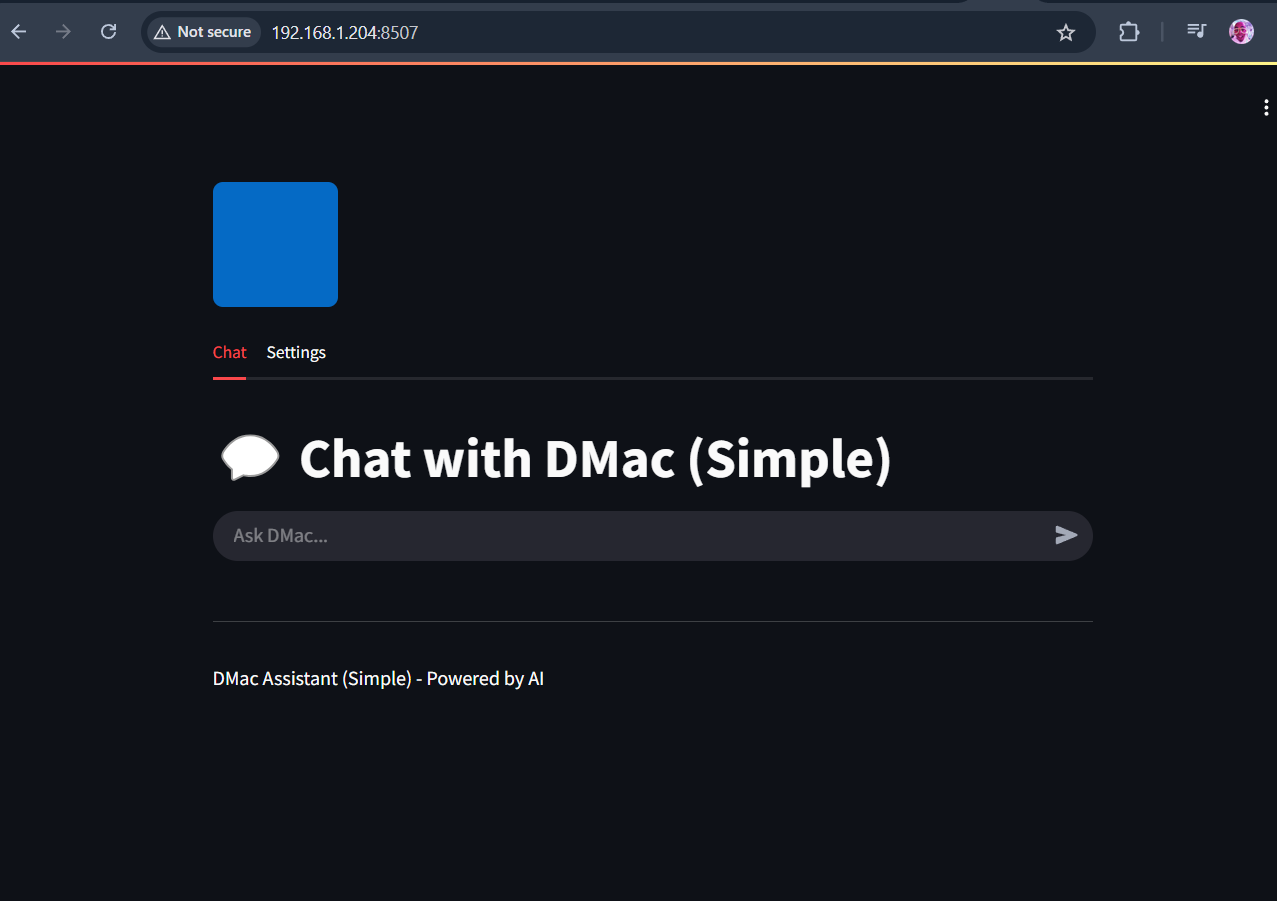 Not secure 192.168.1.204:8507
Chat Settings
Chat with DMac (Simple)
Ask DMac...
DMac Assistant (Simple) - Powered by AI